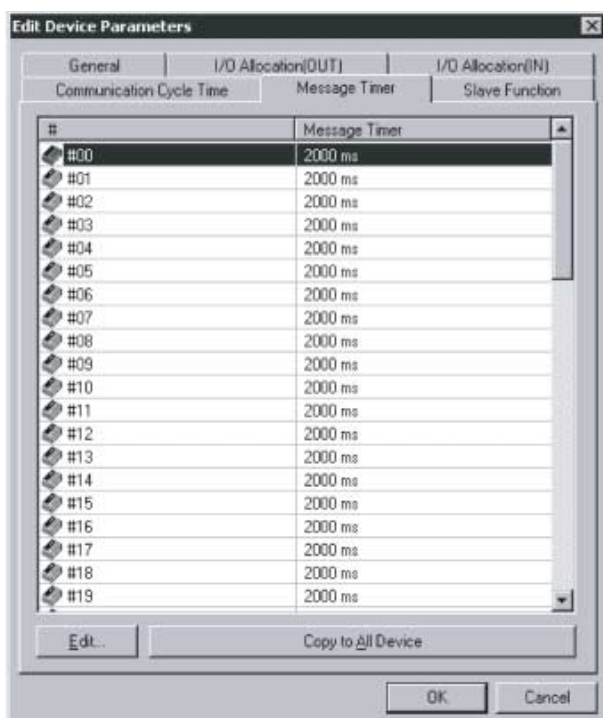 Edit Device Parameters
General I/O Allocation(OUT) I/O Allocation(IN)
Communication Cycle Time Message Timer Slave Function
# Message Timer
#00 2000 ms
#01 2000 ms
#02 2000 ms
#03 2000 ms
#04 2000 ms
#05 2000 ms
#06 2000 ms
#07 2000 ms
#08 2000 ms
#09 2000 ms
#10 2000 ms
#11 2000 ms
#12 2000 ms
#13 2000 ms
#14 2000 ms
#15 2000 ms
#16 2000 ms
#17 2000 ms
#18 2000 ms
#19 2000 ms
Edit... Copy to All Device
OK Cancel